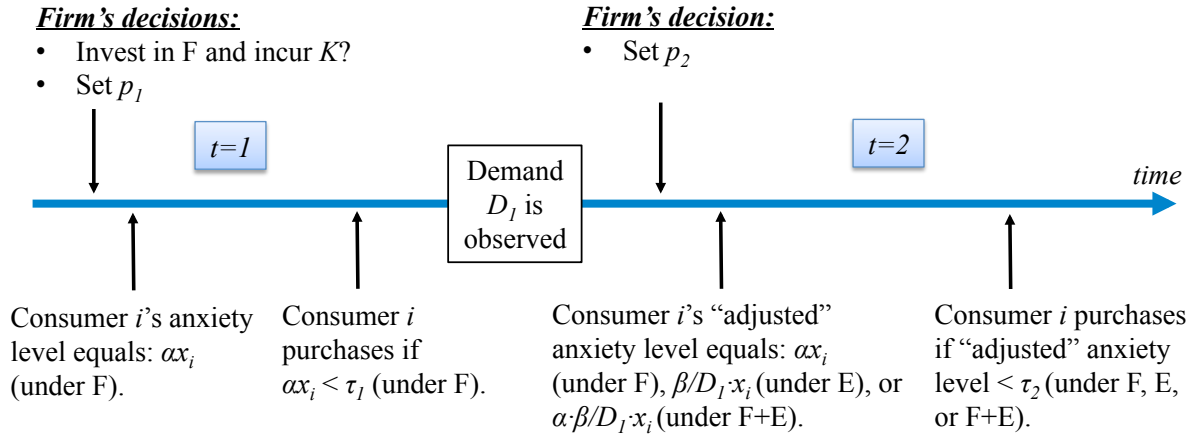 Firm’s decisions:
• Invest in F and incur K?
• Set p1
Firm’s decision:
• Set p2
t=1
Demand
D1 is
observed
t=2
time
Consumer i’s anxiety
level equals: αxi
(under F).
Consumer i
purchases if
αxi < τ1 (under F).
Consumer i’s “adjusted”
anxiety level equals: αxi
(under F), β/D1·xi (under E), or
α·β/D1·xi (under F+E).
Consumer i purchases
if “adjusted” anxiety
level < τ2 (under F, E,
or F+E).